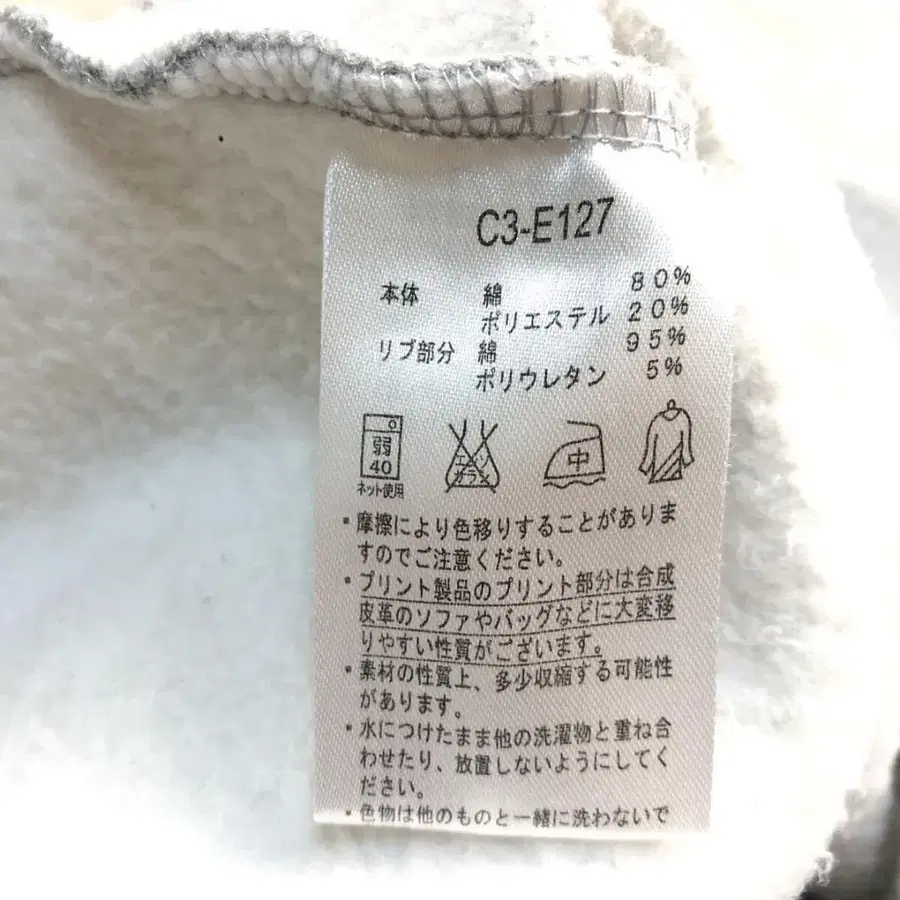 C3-E127
本体 綿 80%
ポリエステル 20%
リブ部分 綿 95%
ポリウレタン 5%
弱
40
ネット使用
エンソ
サラシ
中
・摩擦により色移りすることがありま
すのでご注意ください。
・プリント製品のプリント部分は合成
皮革のソファやバッグなどに大変移
りやすい性質がございます。
・素材の性質上、多少収縮する可能性
があります。
・水につけたまま他の洗濯物と重ね合
わせたり、放置しないようにしてく
ださい。
・色物は他のものと一緒に洗わないで